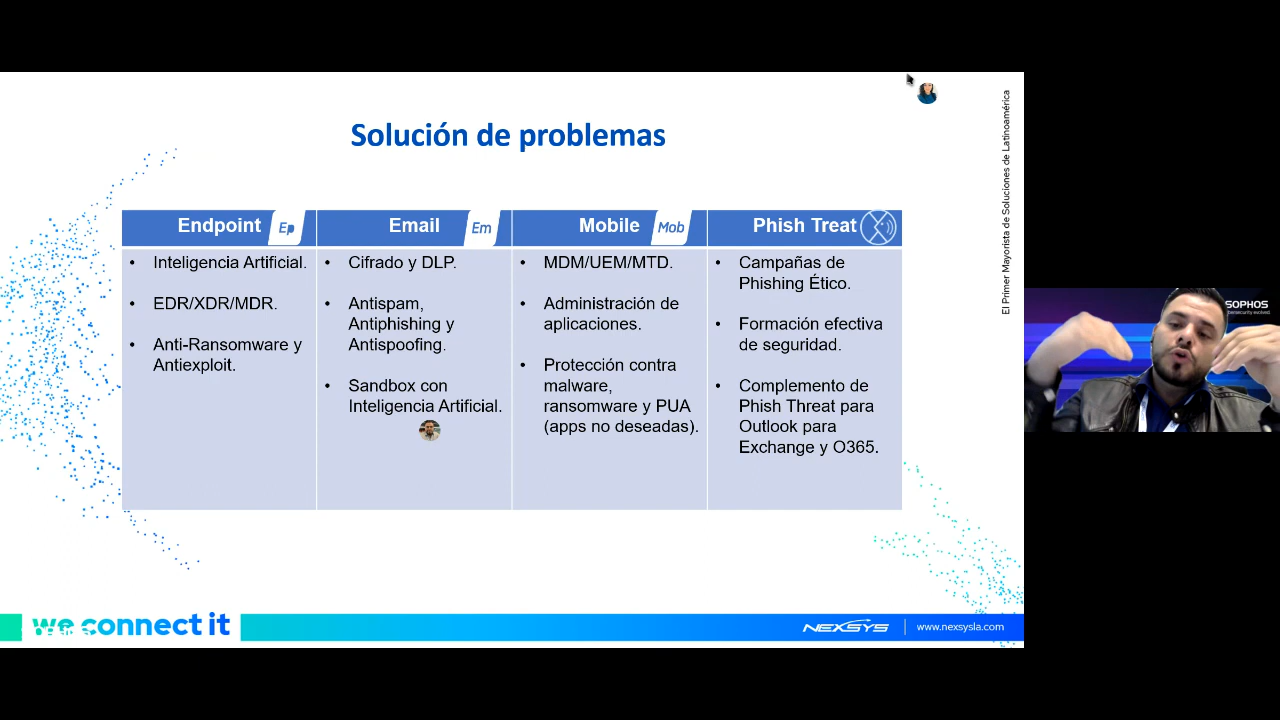 Solución de problemas
Endpoint Ep
Email Em
Mobile Mob
Phish Treat
• Inteligencia Artificial.
• EDR/XDR/MDR.
• Anti-Ransomware y
Antiexploit.
• Cifrado y DLP.
• Antispam,
Antiphishing y
Antispoofing.
• Sandbox con
Inteligencia Artificial.
• MDM/UEM/MTD.
• Administración de
aplicaciones.
• Protección contra
malware,
ransomware y PUA
(apps no deseadas).
• Campañas de
Phishing Ético.
• Formación efectiva
de seguridad.
• Complemento de
Phish Threat para
Outlook para
Exchange y O365.
El Primer Mayorista de Soluciones de Latinoamérica
SOPHOS
we connect it
NEXSYS
www.nexsysla.com